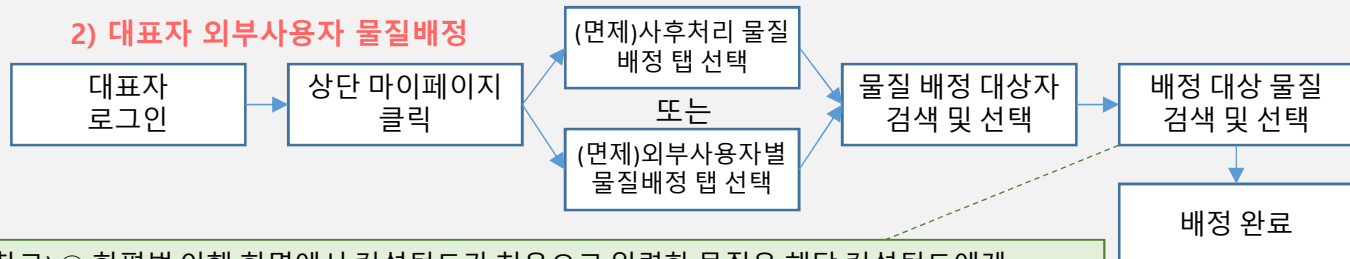 2) 대표자 외부사용자 물질배정
대표자
로그인
상단 마이페이지
클릭
(면제)사후처리 물질
배정 탭 선택
또는
(면제)외부사용자별
물질배정 탭 선택
물질 배정 대상자
검색 및 선택
배정 대상 물질
검색 및 선택
배정 완료